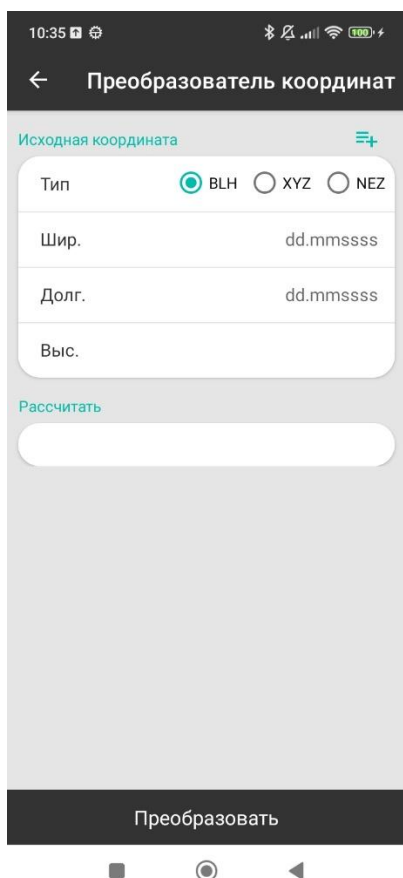 10:35
100
Преобразователь координат
Исходная координата
Тип BLH XYZ NEZ
Шир. dd.mmssss
Долг. dd.mmssss
Выс.
Рассчитать
Преобразовать